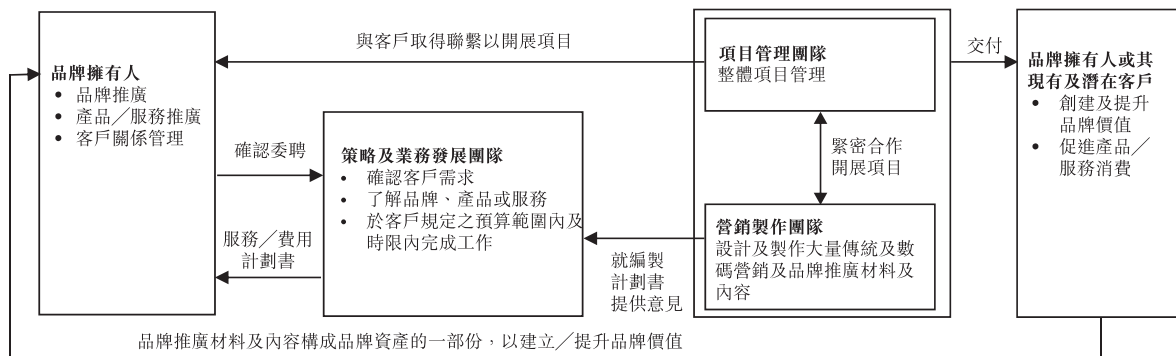 與客戶取得聯繫以開展項目
品牌擁有人
• 品牌推廣
• 產品／服務推廣
• 客戶關係管理
確認委聘
服務／費用
計劃書
策略及業務發展團隊
• 確認客戶需求
• 了解品牌、產品或服務
• 於客戶規定之預算範圍內及
時限內完成工作
項目管理團隊
整體項目管理
緊密合作
開展項目
營銷製作團隊
設計及製作大量傳統及數
碼營銷及品牌推廣材料及
內容
就編製
計劃書
提供意見
交付
品牌擁有人或其
現有及潛在客戶
• 創建及提升
品牌價值
• 促進產品／
服務消費
品牌推廣材料及內容構成品牌資產的一部份，以建立／提升品牌價值